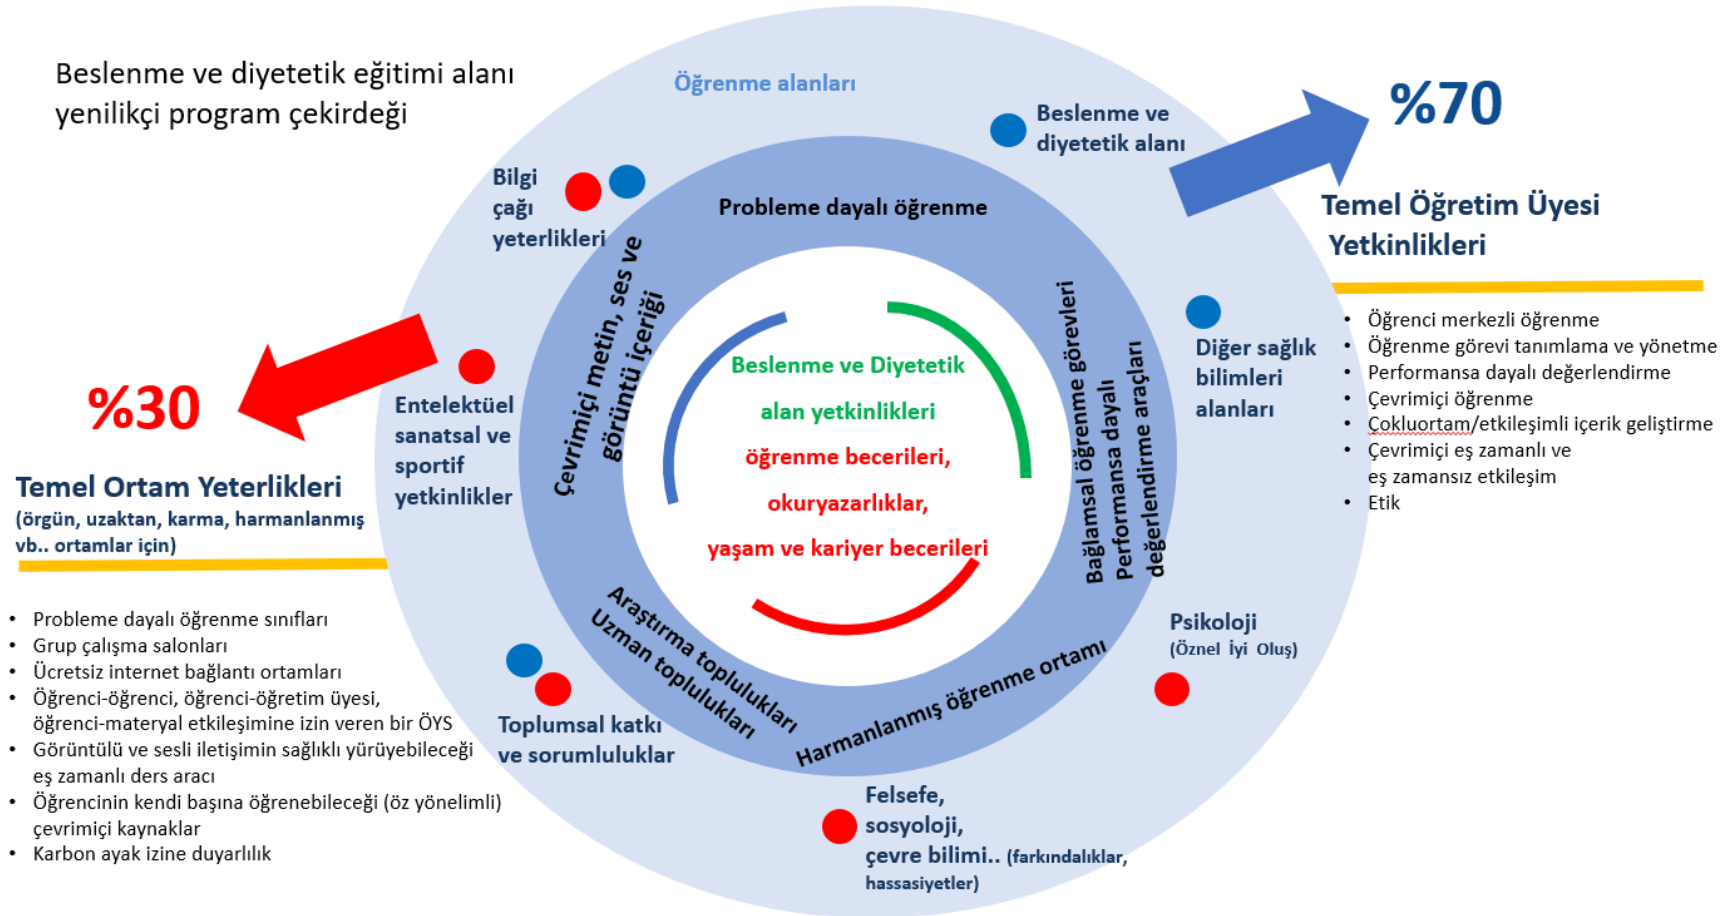 Beslenme ve diyetetik eğitimi alanı
yenilikçi program çekirdeği
Öğrenme alanları
Beslenme ve
diyetetik alanı
%70
Temel Öğretim Üyesi
Yetkinlikleri
• Öğrenci merkezli öğrenme
• Öğrenme görevi tanımlama ve yönetme
• Performansa dayalı değerlendirme
• Çevrimiçi öğrenme
• Çokluortam/etkileşimli içerik geliştirme
• Çevrimiçi eş zamanlı ve
eş zamansız etkileşim
• Etik
Bilgi
çağı
yeterlikleri
Probleme dayalı öğrenme
Çevrimiçi metin, ses ve
görüntü içeriği
Bağlamsal öğrenme görevleri
Performansa dayalı
değerlendirme araçları
Diğer sağlık
bilimleri
alanları
Beslenme ve Diyetetik
alan yetkinlikleri
öğrenme becerileri,
okuryazarlıklar,
yaşam ve kariyer becerileri
%30
Entelektüel
sanatsal ve
sportif
yetkinlikler
Temel Ortam Yeterlikleri
(örgün, uzaktan, karma, harmanlanmış
vb.. ortamlar için)
• Probleme dayalı öğrenme sınıfları
• Grup çalışma salonları
• Ücretsiz internet bağlantı ortamları
• Öğrenci-öğrenci, öğrenci-öğretim üyesi,
öğrenci-materyal etkileşimine izin veren bir ÖYS
• Görüntülü ve sesli iletişimin sağlıklı yürüyebileceği
eş zamanlı ders aracı
• Öğrencinin kendi başına öğrenebileceği (öz yönelimli)
çevrimiçi kaynaklar
• Karbon ayak izine duyarlılık
Araştırma toplulukları
Uzman toplulukları
Harmanlanmış öğrenme ortamı
Psikoloji
(Öznel İyi Oluş)
Toplumsal katkı
ve sorumluluklar
Felsefe,
sosyoloji,
çevre bilimi.. (farkındalıklar,
hassasiyetler)